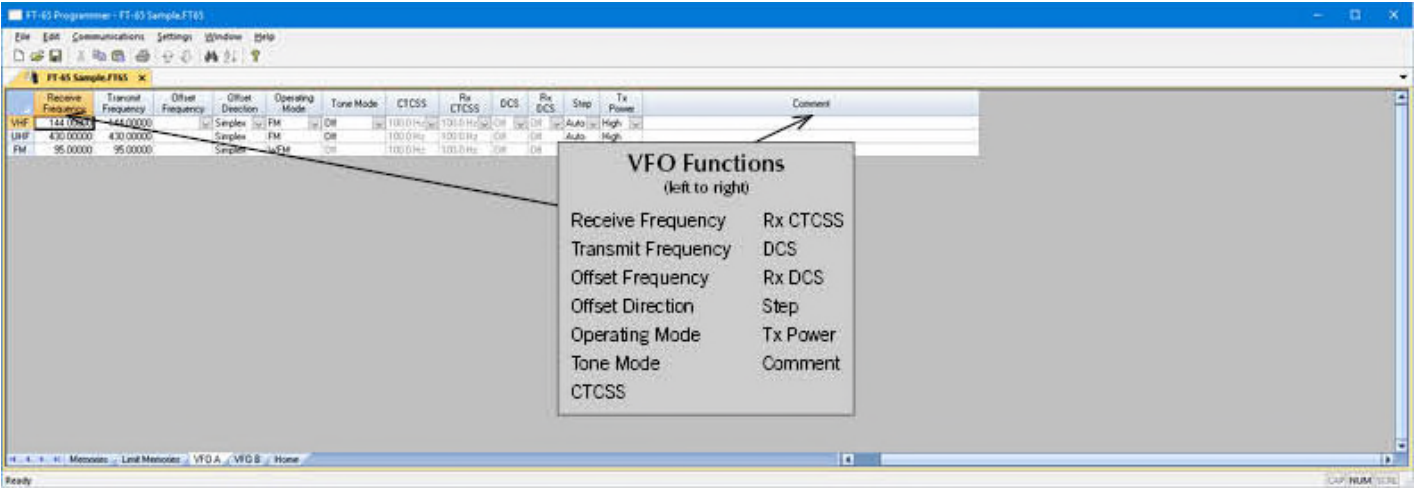 FT-65 Programmer - FT-65 Sample.FT65
File Edit Communications Settings Window Help
FT-65 Sample.FT65
Receive Frequency Transmit Frequency Offset Frequency Offset Direction Operating Mode Tone Mode CTCSS Rx CTCSS DCS Rx DCS Step Tx Power Comment
VHF 144.00000 144.00000 Simplex FM Off 100.0 Hz 100.0 Hz Off Off Auto High
UHF 430.00000 430.00000 Simplex FM Off 100.0 Hz 100.0 Hz Off Off Auto High
FM 95.00000 95.00000 Simplex WFM Off 100.0 Hz 100.0 Hz Off Off
VFO Functions
(left to right)
Receive Frequency Rx CTCSS
Transmit Frequency DCS
Offset Frequency Rx DCS
Offset Direction Step
Operating Mode Tx Power
Tone Mode Comment
CTCSS
Memories Limit Memories VFO A VFO B Home
Ready CAP NUM SCRL